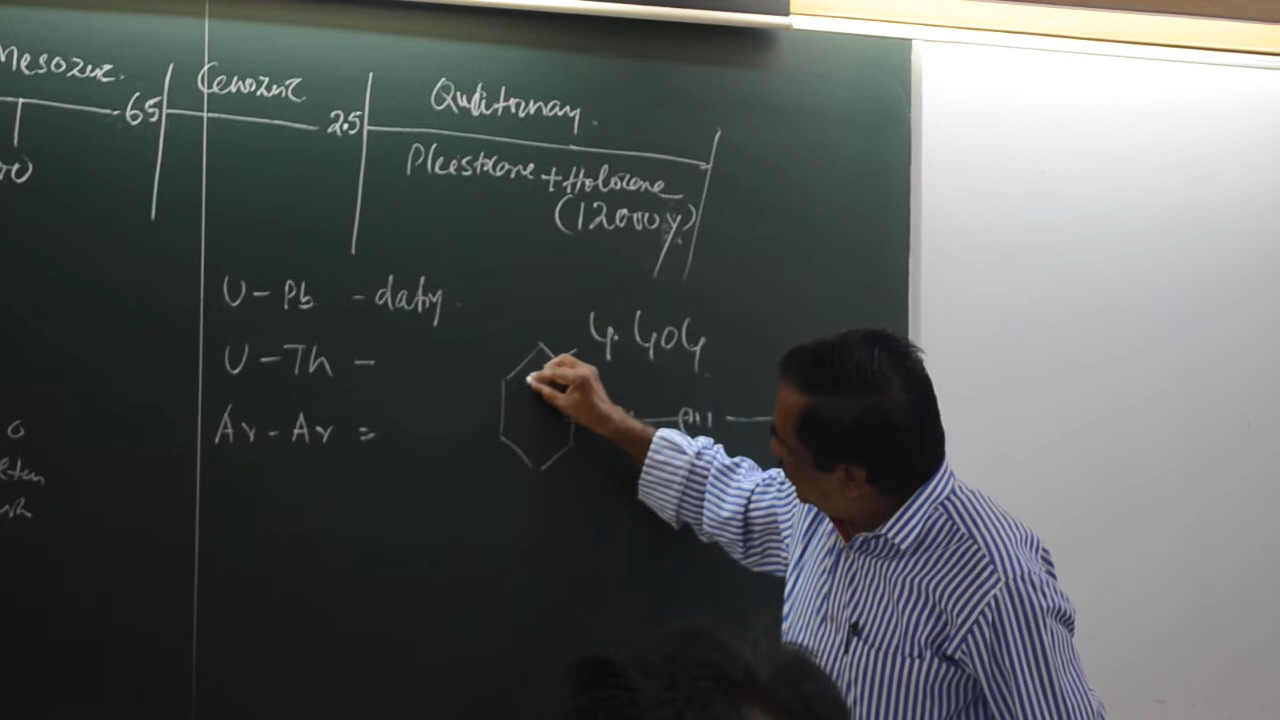 Mesozoic.
65
Cenozoic
2.5
Quaternary.
Pleistocene + Holocene
(12000y)
U - Pb - dating
U - Th -
Ar - Ar =
4.404